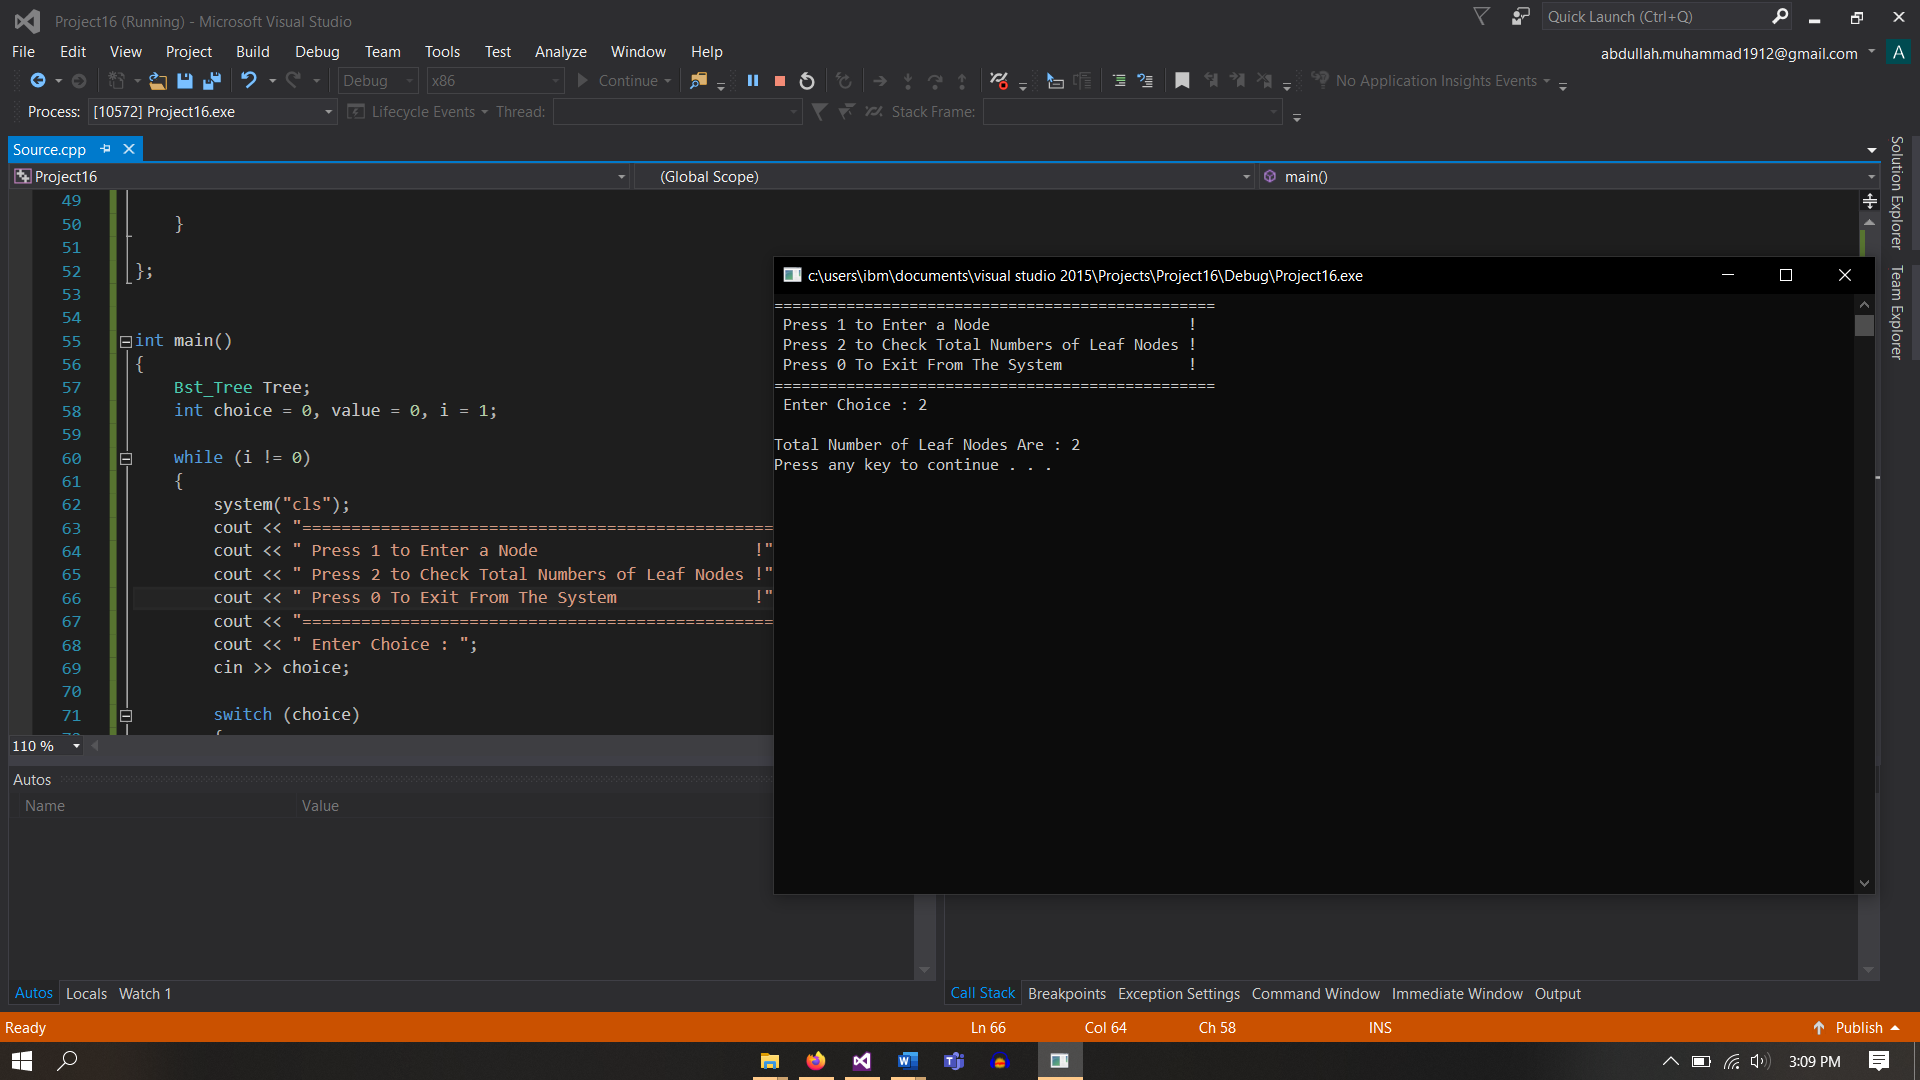 Project16 (Running) - Microsoft Visual Studio
Quick Launch (Ctrl+Q)
File Edit View Project Build Debug Team Tools Test Analyze Window Help
abdullah.muhammad1912@gmail.com A
Debug x86 Continue No Application Insights Events
Process: [10572] Project16.exe Lifecycle Events Thread: Stack Frame:
Source.cpp
Project16 (Global Scope) main()
Solution Explorer
Team Explorer
49
50 }
51
52 };
53
54
55 int main()
56 {
57 Bst_Tree Tree;
58 int choice = 0, value = 0, i = 1;
59
60 while (i != 0)
61 {
62 system("cls");
63 cout << "================================================
64 cout << " Press 1 to Enter a Node !"
65 cout << " Press 2 to Check Total Numbers of Leaf Nodes !"
66 cout << " Press 0 To Exit From The System !"
67 cout << "================================================
68 cout << " Enter Choice : ";
69 cin >> choice;
70
71 switch (choice)
{
110 %
c:\users\ibm\documents\visual studio 2015\Projects\Project16\Debug\Project16.exe
=================================================
Press 1 to Enter a Node !
Press 2 to Check Total Numbers of Leaf Nodes !
Press 0 To Exit From The System !
=================================================
Enter Choice : 2
Total Number of Leaf Nodes Are : 2
Press any key to continue . . .
Autos
Name Value
Autos Locals Watch 1
Call Stack Breakpoints Exception Settings Command Window Immediate Window Output
Ready Ln 66 Col 64 Ch 58 INS Publish
3:09 PM